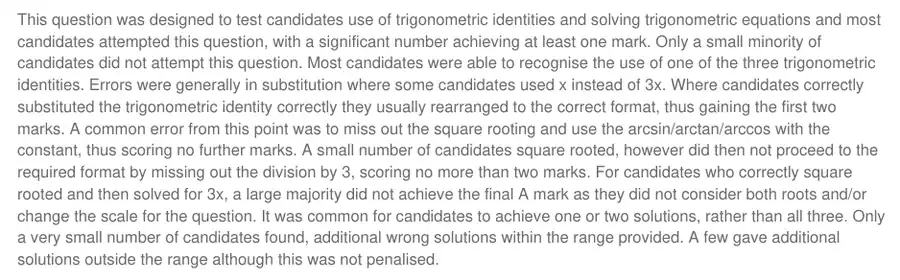 This question was designed to test candidates use of trigonometric identities and solving trigonometric equations and most
candidates attempted this question, with a significant number achieving at least one mark. Only a small minority of
candidates did not attempt this question. Most candidates were able to recognise the use of one of the three trigonometric
identities. Errors were generally in substitution where some candidates used x instead of 3x. Where candidates correctly
substituted the trigonometric identity correctly they usually rearranged to the correct format, thus gaining the first two
marks. A common error from this point was to miss out the square rooting and use the arcsin/arctan/arccos with the
constant, thus scoring no further marks. A small number of candidates square rooted, however did then not proceed to the
required format by missing out the division by 3, scoring no more than two marks. For candidates who correctly square
rooted and then solved for 3x, a large majority did not achieve the final A mark as they did not consider both roots and/or
change the scale for the question. It was common for candidates to achieve one or two solutions, rather than all three. Only
a very small number of candidates found, additional wrong solutions within the range provided. A few gave additional
solutions outside the range although this was not penalised.